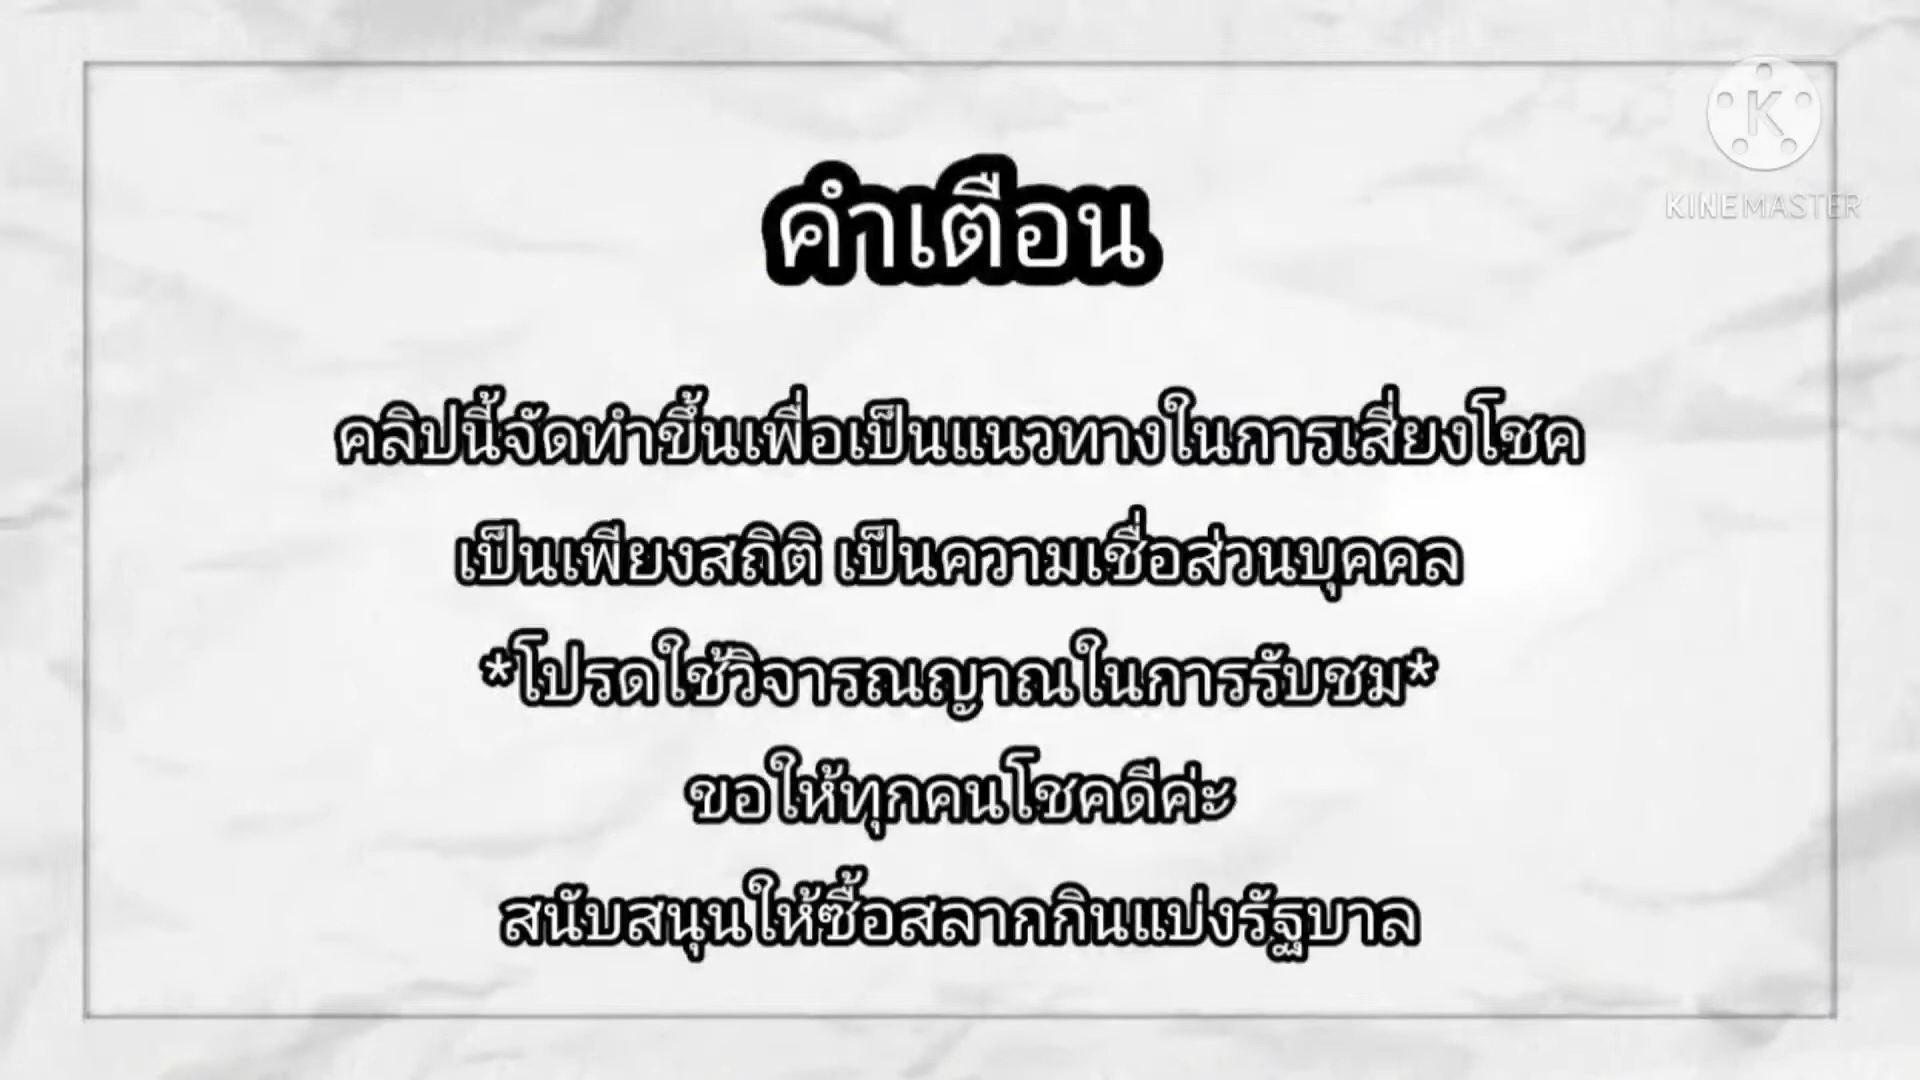 KINEMASTER
คำเตือน
คลิปนี้จัดทำขึ้นเพื่อเป็นแนวทางในการเสี่ยงโชค
เป็นเพียงสถิติ เป็นความเชื่อส่วนบุคคล
*โปรดใช้วิจารณญาณในการรับชม*
ขอให้ทุกคนโชคดีค่ะ
สนับสนุนให้ซื้อสลากกินแบ่งรัฐบาล